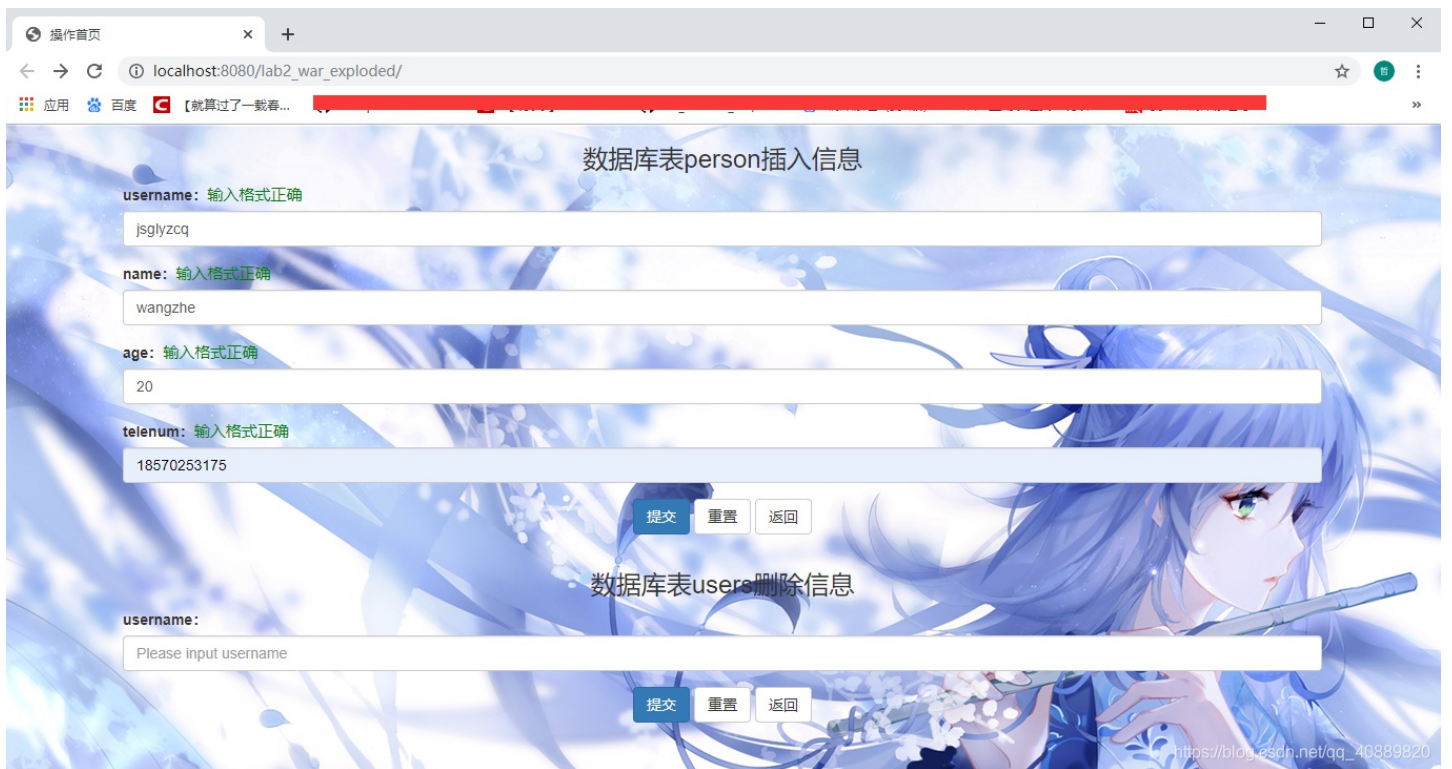 操作首页
localhost:8080/lab2_war_exploded/
应用 百度 【就算过了一载春...
数据库表person插入信息
username：输入格式正确
jsglyzcq
name：输入格式正确
wangzhe
age：输入格式正确
20
telenum：输入格式正确
18570253175
提交 重置 返回
数据库表users删除信息
username：
Please input username
提交 重置 返回
https://blog.csdn.net/qq_40889820